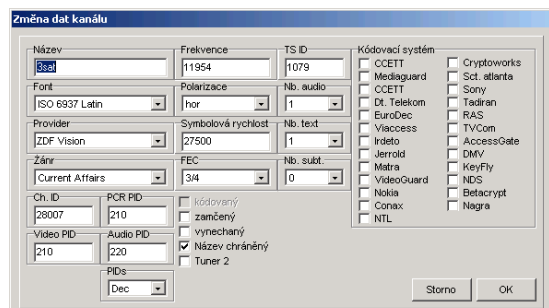 Změna dat kanálu
Název
3sat
Frekvence
11954
TS ID
1079
Font
ISO 6937 Latin
Polarizace
hor
Nb. audio
1
Provider
ZDF Vision
Symbolová rychlost
27500
Nb. text
1
Žánr
Current Affairs
FEC
3/4
Nb. subt.
0
Ch. ID
28007
PCR PID
210
Video PID
210
Audio PID
220
PIDs
Dec
kódovaný
zamčený
vynechaný
Název chráněný
Tuner 2
Kódovací systém
CCETT
Mediaguard
CCETT
Dt. Telekom
EuroDec
Viaccess
Irdeto
Jerrold
Matra
VideoGuard
Nokia
Conax
NTL
Cryptoworks
Sct. atlanta
Sony
Tadiran
RAS
TVCom
AccessGate
DMV
KeyFly
NDS
Betacrypt
Nagra
Storno
OK